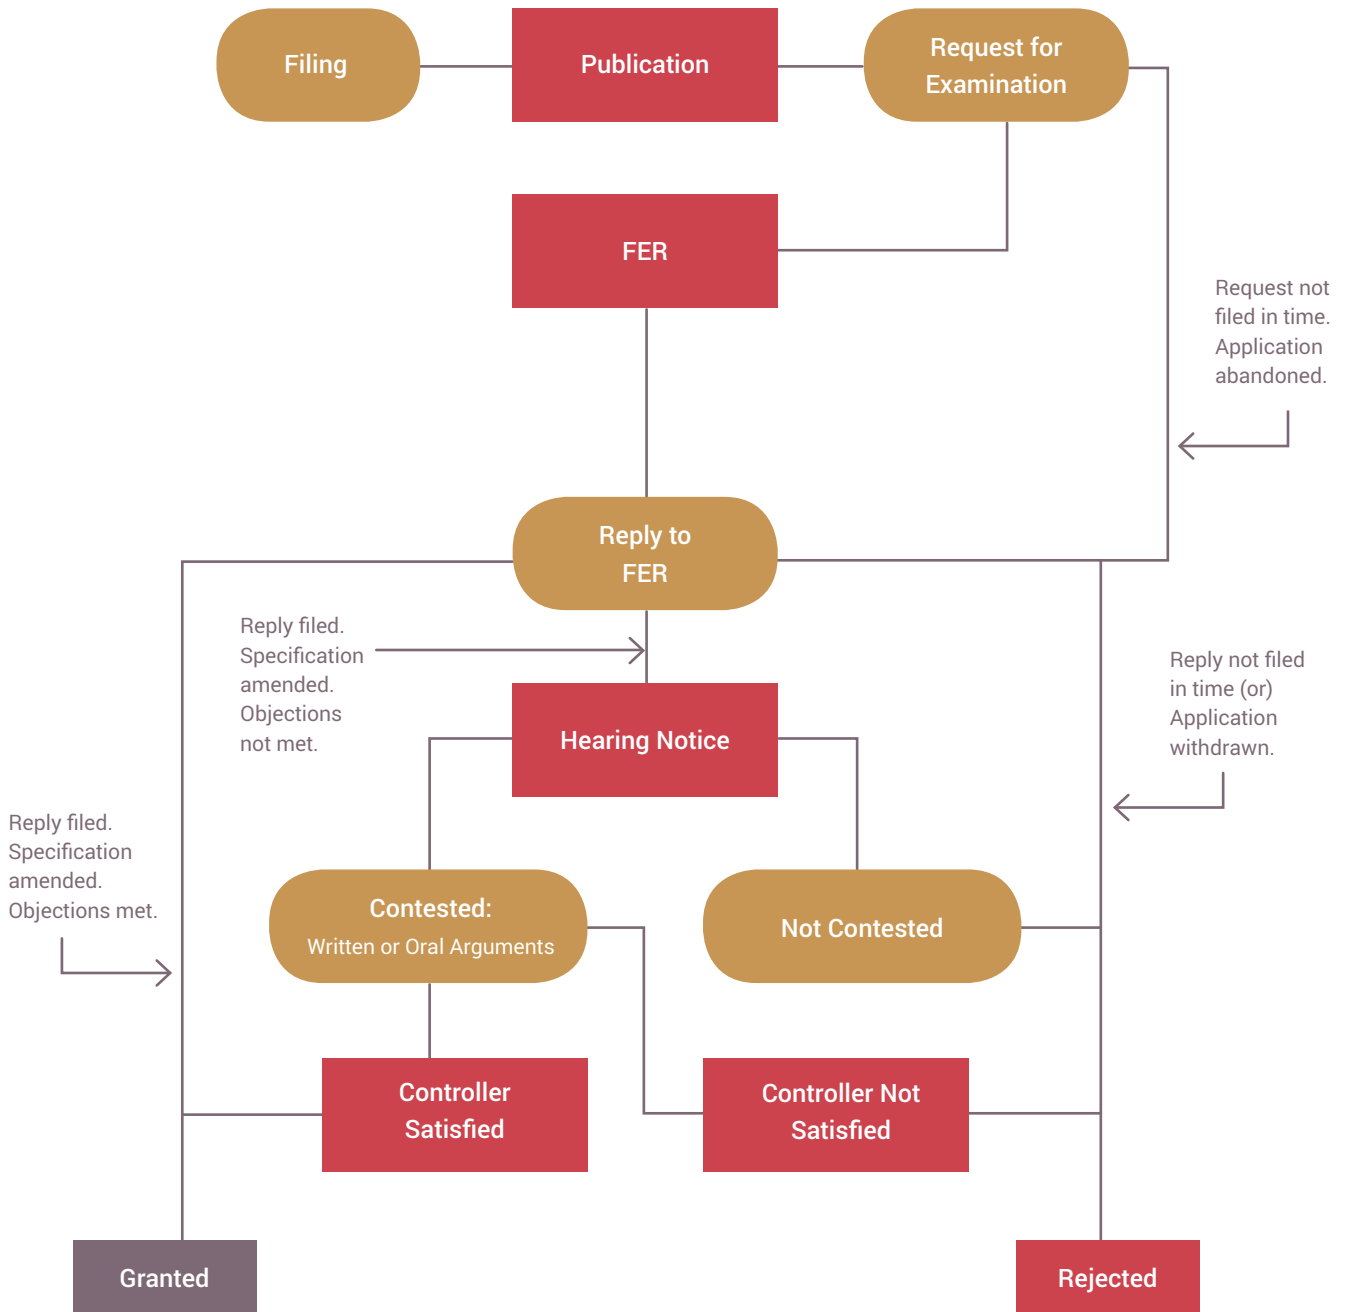 Filing
Publication
Request for
Examination
FER
Request not
filed in time.
Application
abandoned.
Reply to
FER
Reply filed.
Specification
amended.
Objections
not met.
Reply not filed
in time (or)
Application
withdrawn.
Hearing Notice
Reply filed.
Specification
amended.
Objections met.
Contested:
Written or Oral Arguments
Not Contested
Controller
Satisfied
Controller Not
Satisfied
Granted
Rejected